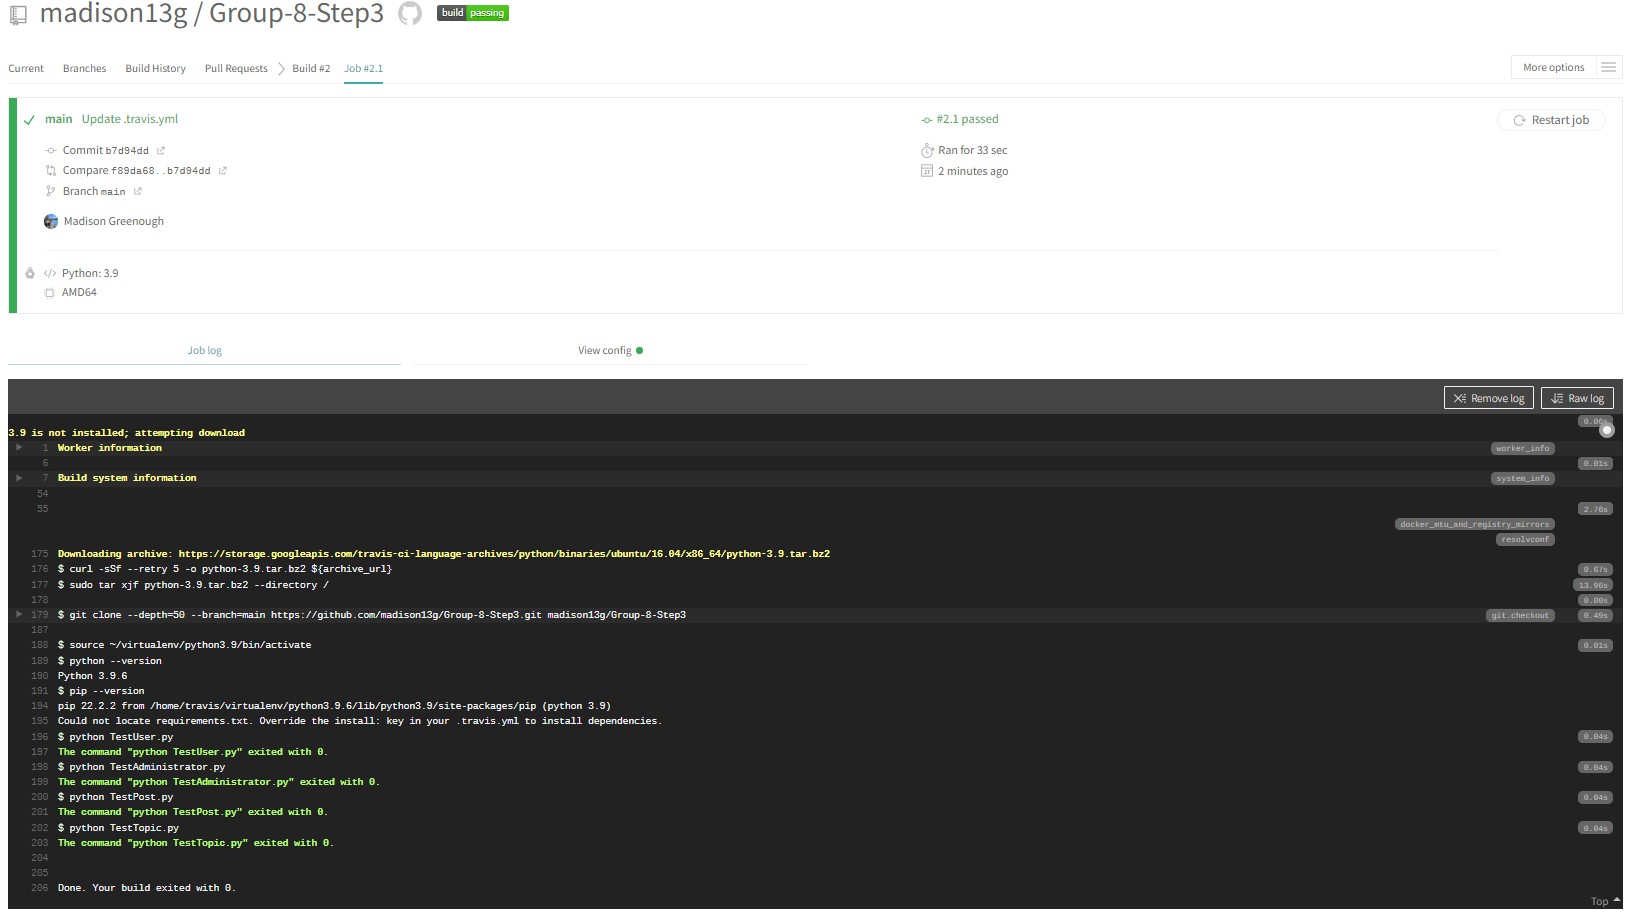 madison13g / Group-8-Step3 build passing
Current Branches Build History Pull Requests Build #2 Job #2.1 More options
main Update .travis.yml #2.1 passed Restart job
Commit b7d94dd Ran for 33 sec
Compare f89da68..b7d94dd 2 minutes ago
Branch main
Madison Greenough
</> Python: 3.9
AMD64
Job log View config
Remove log Raw log
0.06s
3.9 is not installed; attempting download
1 Worker information worker_info
6 0.01s
7 Build system information system_info
54
55 2.76s
docker_mtu_and_registry_mirrors
resolvconf
175 Downloading archive: https://storage.googleapis.com/travis-ci-language-archives/python/binaries/ubuntu/16.04/x86_64/python-3.9.tar.bz2
176 $ curl -sSf --retry 5 -o python-3.9.tar.bz2 ${archive_url} 0.67s
177 $ sudo tar xjf python-3.9.tar.bz2 --directory / 13.96s
178 0.00s
179 $ git clone --depth=50 --branch=main https://github.com/madison13g/Group-8-Step3.git madison13g/Group-8-Step3 git.checkout 0.49s
187
188 $ source ~/virtualenv/python3.9/bin/activate 0.01s
189 $ python --version
190 Python 3.9.6
191 $ pip --version
194 pip 22.2.2 from /home/travis/virtualenv/python3.9.6/lib/python3.9/site-packages/pip (python 3.9)
195 Could not locate requirements.txt. Override the install: key in your .travis.yml to install dependencies.
196 $ python TestUser.py 0.04s
197 The command "python TestUser.py" exited with 0.
198 $ python TestAdministrator.py 0.04s
199 The command "python TestAdministrator.py" exited with 0.
200 $ python TestPost.py 0.04s
201 The command "python TestPost.py" exited with 0.
202 $ python TestTopic.py 0.04s
203 The command "python TestTopic.py" exited with 0.
204
205
206 Done. Your build exited with 0.
Top